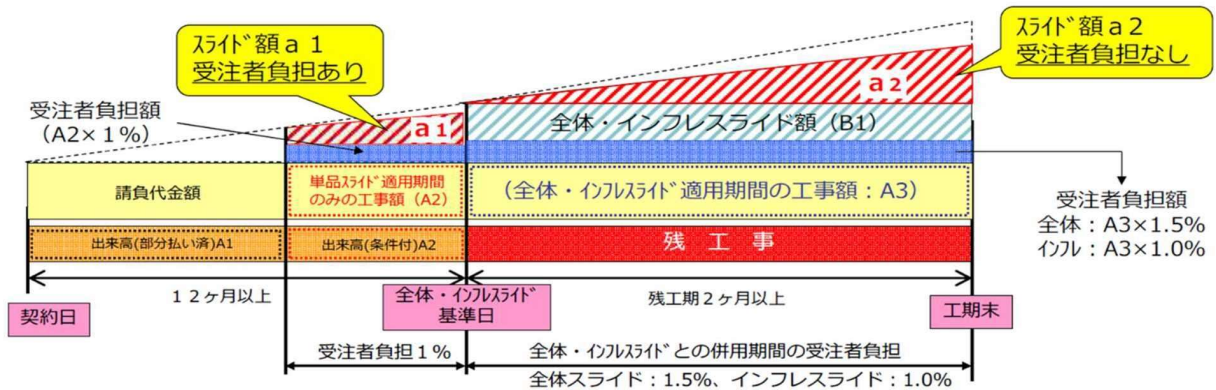 ｽﾗｲﾄﾞ額ａ１
受注者負担あり
ｽﾗｲﾄﾞ額ａ２
受注者負担なし
受注者負担額
（A2×１%）
ａ１
ａ２
全体・インフレスライド額（B1）
請負代金額
単品ｽﾗｲﾄﾞ適用期間
のみの工事額（A2）
（全体・ｲﾝﾌﾚｽﾗｲﾄﾞ適用期間の工事額：A3）
受注者負担額
全体：A3×1.5%
ｲﾝﾌﾚ：A3×1.0%
出来高(部分払い済)A１
出来高(条件付)A２
残工事
１２ヶ月以上
残工期２ヶ月以上
契約日
全体・ｲﾝﾌﾚｽﾗｲﾄﾞ
基準日
工期末
受注者負担１%
全体・ｲﾝﾌﾚｽﾗｲﾄﾞとの併用期間の受注者負担
全体スライド：1.5%、インフレスライド：1.0%